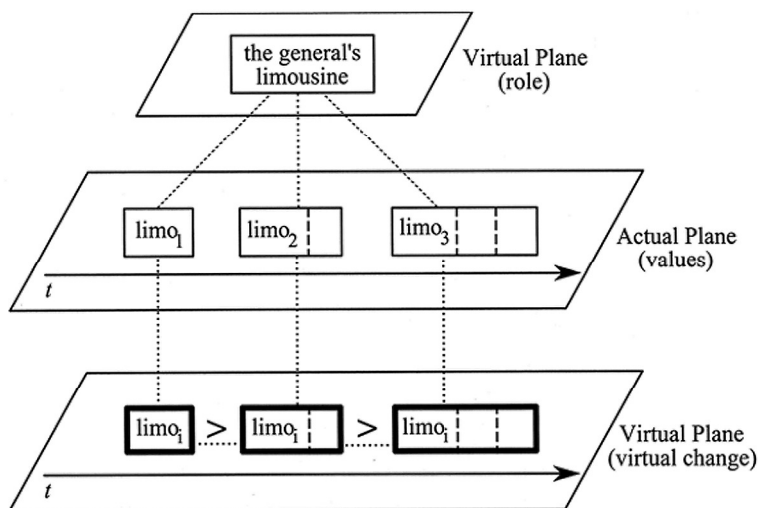 the general's
limousine
Virtual Plane
(role)
limo1
limo2
limo3
Actual Plane
(values)
t
limoi
>
limoi
>
limoi
Virtual Plane
(virtual change)
t